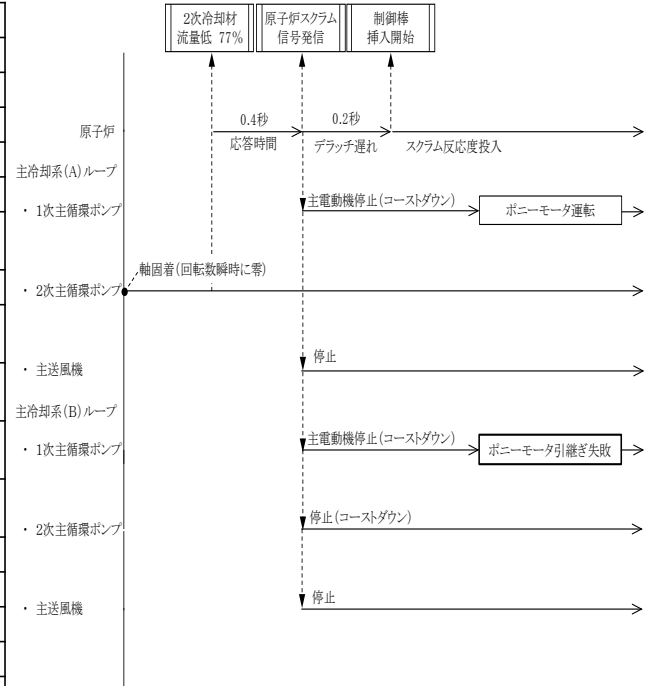 2次冷却材
流量低 77%
原子炉スクラム
信号発信
制御棒
挿入開始
原子炉
0.4秒
応答時間
0.2秒
デラッチ遅れ
スクラム反応度投入
主冷却系(A)ループ
・ 1次主循環ポンプ
主電動機停止(コーストダウン)
ポニーモータ運転
軸固着(回転数瞬時に零)
・ 2次主循環ポンプ
・ 主送風機
停止
主冷却系(B)ループ
・ 1次主循環ポンプ
主電動機停止(コーストダウン)
ポニーモータ引継ぎ失敗
・ 2次主循環ポンプ
停止(コーストダウン)
・ 主送風機
停止